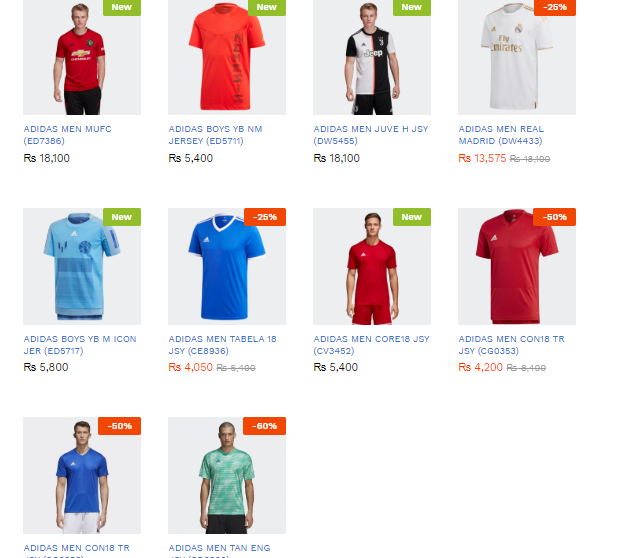 New
New
New
-25%
CHEVROLET
Jeep
Fly
Emirates
ADIDAS MEN MUFC
(ED7386)
Rs 18,100
ADIDAS BOYS YB NM
JERSEY (ED5711)
Rs 5,400
ADIDAS MEN JUVE H JSY
(DW5455)
Rs 18,100
ADIDAS MEN REAL
MADRID (DW4433)
Rs 13,575 Rs 18,100
New
-25%
New
-50%
ADIDAS BOYS YB M ICON
JER (ED5717)
Rs 5,800
ADIDAS MEN TABELA 18
JSY (CE8936)
Rs 4,050 Rs 5,400
ADIDAS MEN CORE18 JSY
(CV3452)
Rs 5,400
ADIDAS MEN CON18 TR
JSY (CG0353)
Rs 4,200 Rs 8,400
-50%
-60%
ADIDAS MEN CON18 TR
ADIDAS MEN TAN ENG